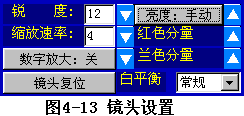 锐 度: 12 亮度: 手动
缩放速率: 4 红色分量
数字放大: 关 兰色分量
镜头复位 白平衡 常规
图4-13 镜头设置